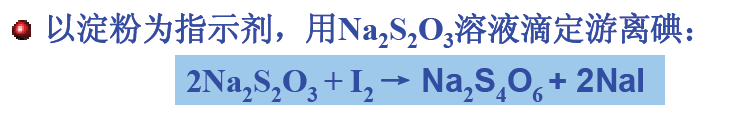 以淀粉为指示剂，用Na₂S₂O₃溶液滴定游离碘：
2Na₂S₂O₃ + I₂ → Na₂S₄O₆ + 2NaI